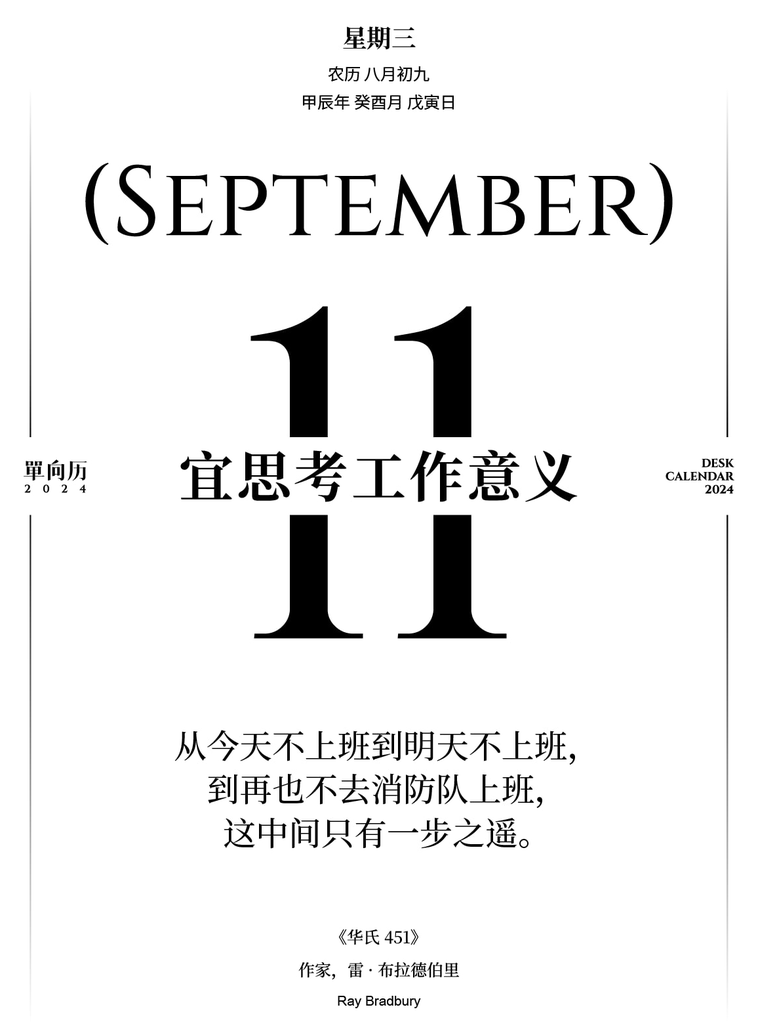 星期三
农历 八月初九
甲辰年 癸酉月 戊寅日
(SEPTEMBER)
11
宜思考工作意义
單向历
2024
DESK
CALENDAR
2024
从今天不上班到明天不上班，
到再也不去消防队上班，
这中间只有一步之遥。
《华氏 451》
作家，雷 · 布拉德伯里
Ray Bradbury